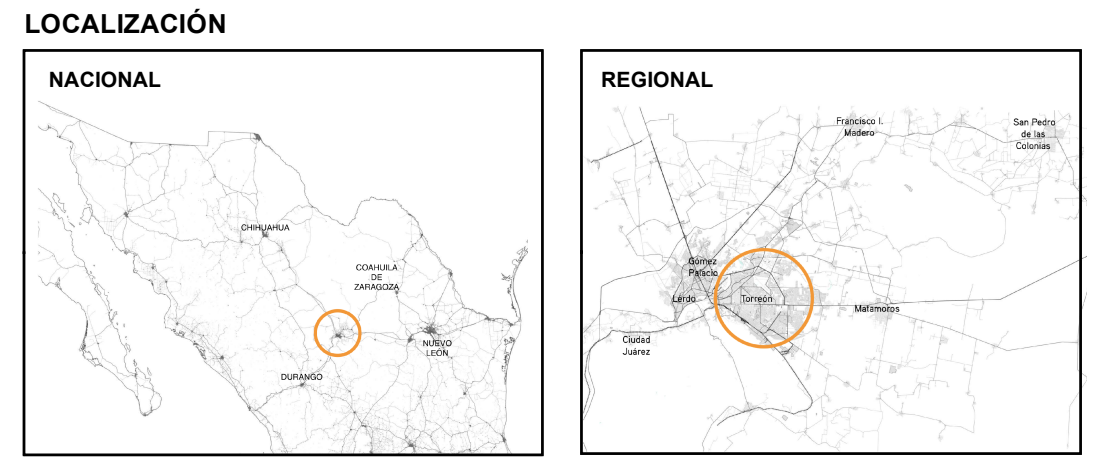 LOCALIZACIÓN
NACIONAL
CHIHUAHUA
COAHUILA
DE
ZARAGOZA
NUEVO
LEÓN
DURANGO
REGIONAL
Francisco I.
Madero
San Pedro
de las
Colonias
Gómez
Palacio
Lerdo
Torreón
Matamoros
Ciudad
Juárez